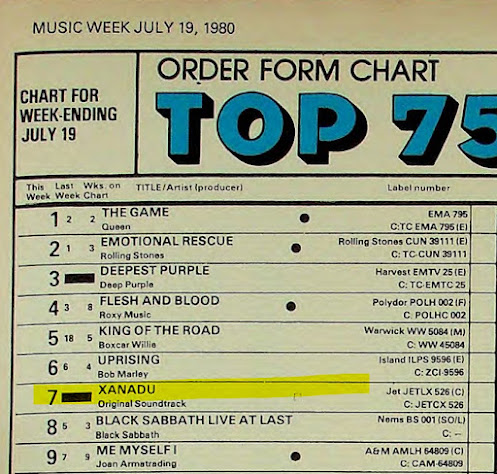 MUSIC WEEK JULY 19, 1980
ORDER FORM CHART
CHART FOR
WEEK-ENDING
JULY 19
TOP 75
This Last Wks. on TITLE/Artist (producer) Label number
Week Week Chart
1 2 2 THE GAME EMA 795
Queen C:TC EMA 795 (E)
2 1 3 EMOTIONAL RESCUE Rolling Stones CUN 39111 (E)
Rolling Stones C: TC-CUN 39111
3 DEEPEST PURPLE Harvest EMTV 25 (E)
Deep Purple C: TC-EMTC 25
4 3 8 FLESH AND BLOOD Polydor POLH 002 (F)
Roxy Music C: POLHC 002
5 18 5 KING OF THE ROAD Warwick WW 5084 (M)
Boxcar Willie C: WW 45084
6 6 4 UPRISING Island ILPS 9596 (E)
Bob Marley C: ZCI-9596
7 XANADU Jet JETLX 526 (C)
Original Soundtrack C: JETCX 526
8 5 3 BLACK SABBATH LIVE AT LAST Nems BS 001 (SO/L)
Black Sabbath C: —
9 7 9 ME MYSELF I A&M AMLH 64809 (C)
Joan Armatrading C: CAM-64809